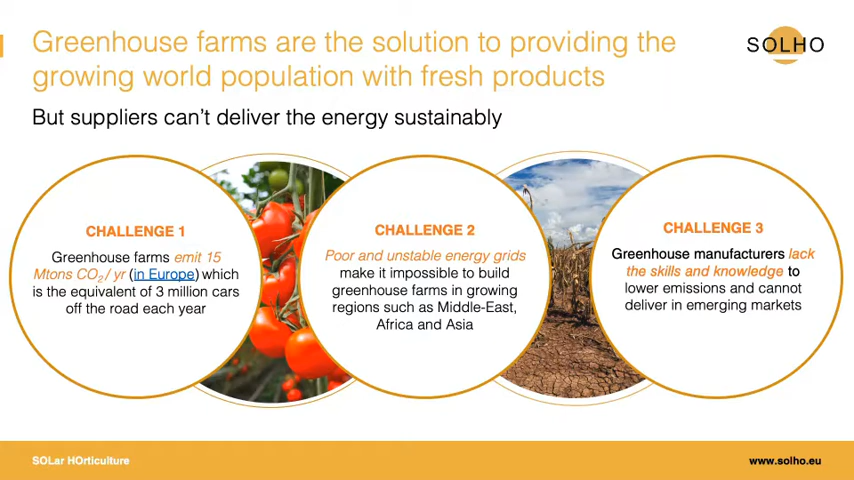 Greenhouse farms are the solution to providing the
growing world population with fresh products
SOLHO
But suppliers can't deliver the energy sustainably
CHALLENGE 1
Greenhouse farms emit 15
Mtons CO₂ / yr (in Europe) which
is the equivalent of 3 million cars
off the road each year
CHALLENGE 2
Poor and unstable energy grids
make it impossible to build
greenhouse farms in growing
regions such as Middle-East,
Africa and Asia
CHALLENGE 3
Greenhouse manufacturers lack
the skills and knowledge to
lower emissions and cannot
deliver in emerging markets
SOLar HOrticulture
www.solho.eu